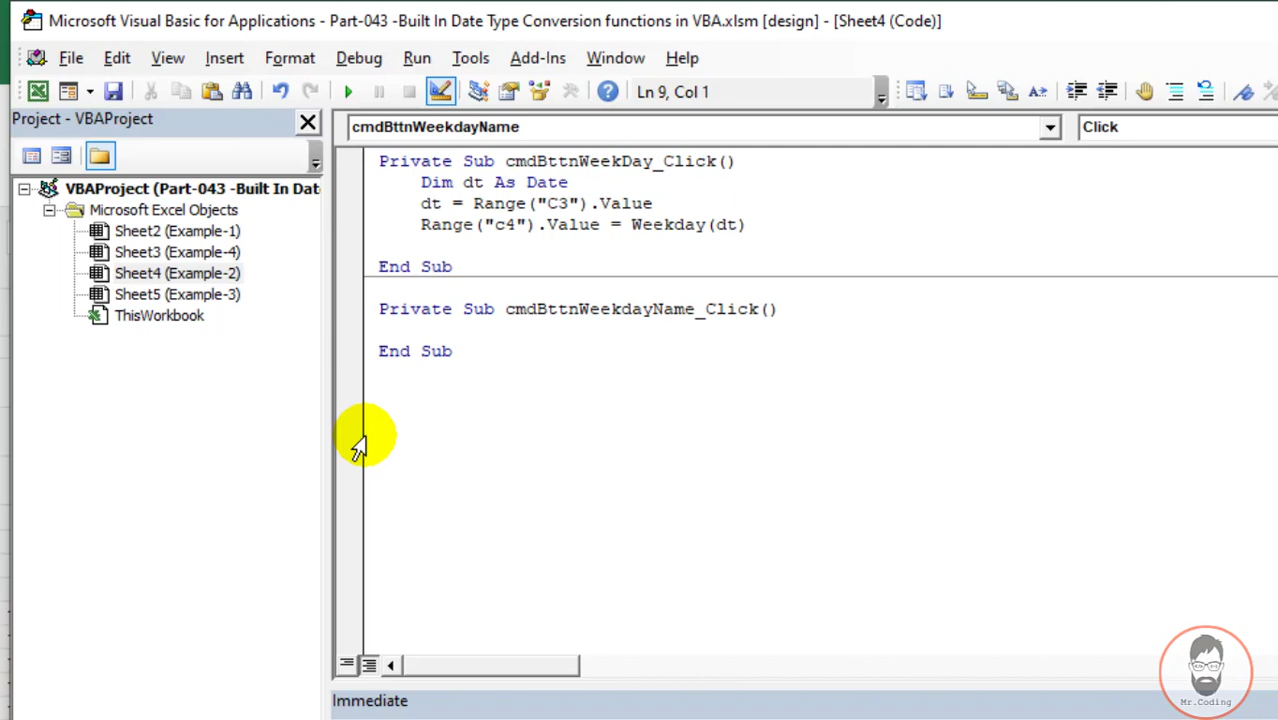 Microsoft Visual Basic for Applications - Part-043 -Built In Date Type Conversion functions in VBA.xlsm [design] - [Sheet4 (Code)]
File Edit View Insert Format Debug Run Tools Add-Ins Window Help
Ln 9, Col 1
Project - VBAProject
VBAProject (Part-043 -Built In Dat
Microsoft Excel Objects
Sheet2 (Example-1)
Sheet3 (Example-4)
Sheet4 (Example-2)
Sheet5 (Example-3)
ThisWorkbook
cmdBttnWeekdayName Click
Private Sub cmdBttnWeekDay_Click()
Dim dt As Date
dt = Range("C3").Value
Range("c4").Value = Weekday(dt)
End Sub
Private Sub cmdBttnWeekdayName_Click()
End Sub
Immediate
Mr.Coding